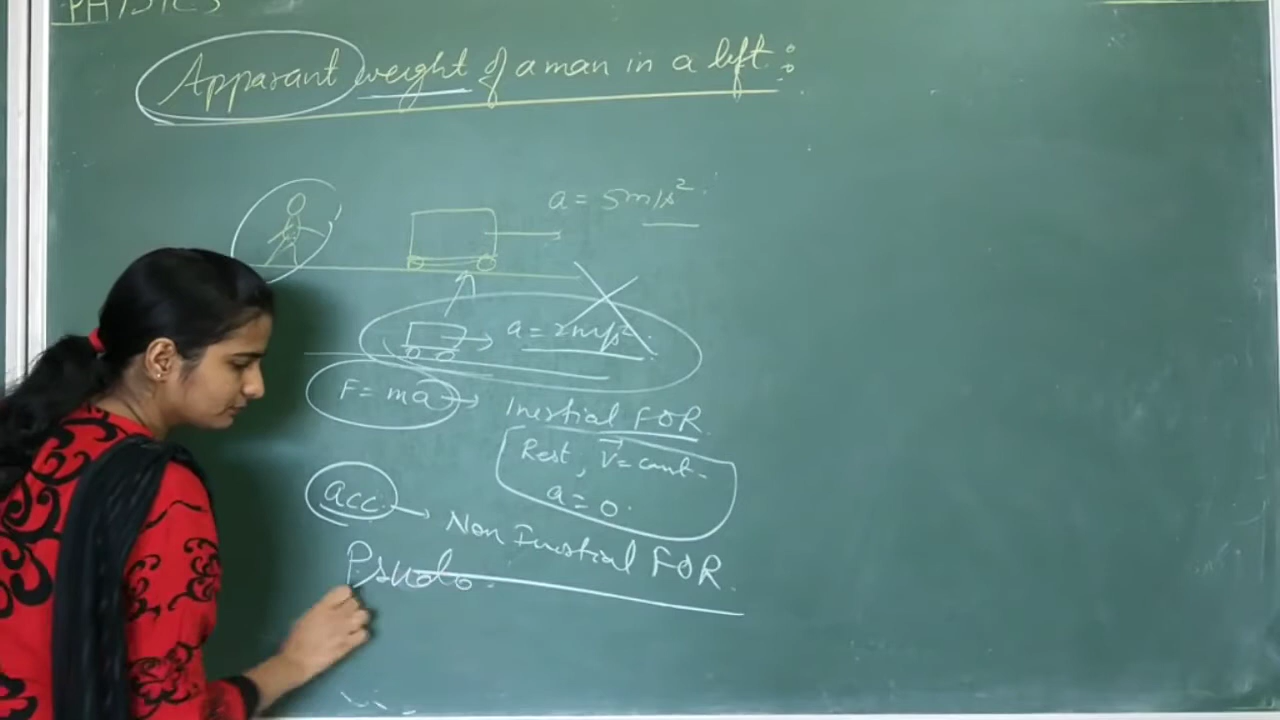 PHYSICS
Apparant weight of a man in a lift :
a = 5m/s².
a = 2m/s².
F = ma → Inertial FOR
Rest, v⃗ = cont.
a = 0.
acc. → Non Inertial FOR.
Psudo.